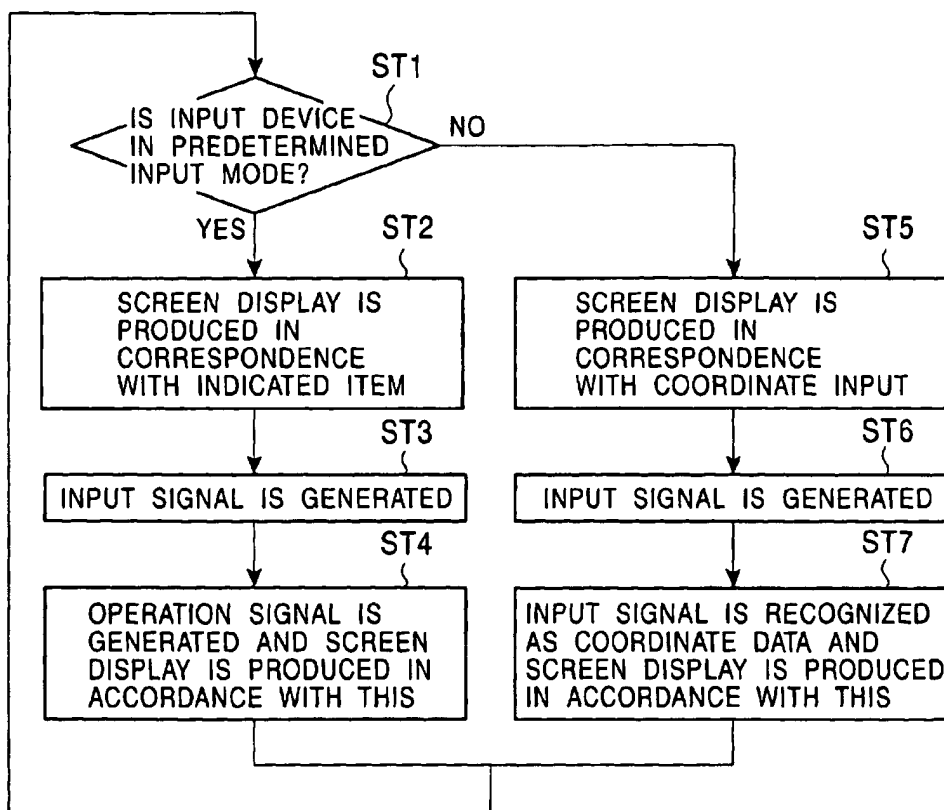 ST1
IS INPUT DEVICE
IN PREDETERMINED
INPUT MODE?
NO
YES
ST2
SCREEN DISPLAY IS
PRODUCED IN
CORRESPONDENCE
WITH INDICATED ITEM
ST3
INPUT SIGNAL IS GENERATED
ST4
OPERATION SIGNAL IS
GENERATED AND SCREEN
DISPLAY IS PRODUCED IN
ACCORDANCE WITH THIS
ST5
SCREEN DISPLAY IS
PRODUCED IN
CORRESPONDENCE
WITH COORDINATE INPUT
ST6
INPUT SIGNAL IS GENERATED
ST7
INPUT SIGNAL IS RECOGNIZED
AS COORDINATE DATA AND
SCREEN DISPLAY IS PRODUCED
IN ACCORDANCE WITH THIS